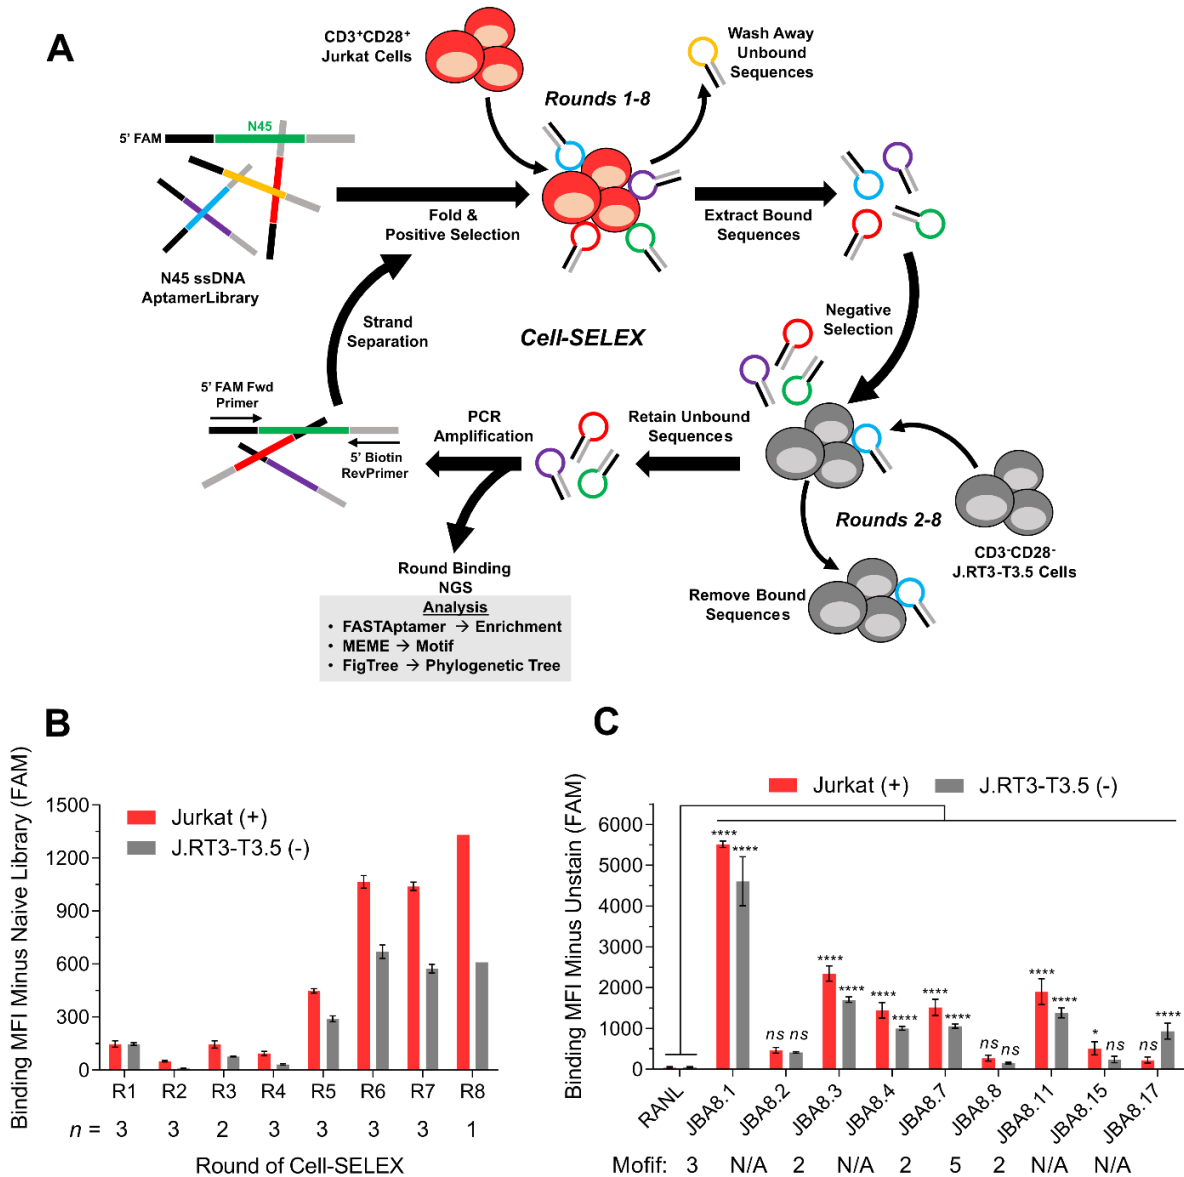 A
CD3⁺CD28⁺
Jurkat Cells
Wash Away
Unbound
Sequences
Rounds 1-8
5' FAM
N45
Fold &
Positive Selection
Extract Bound
Sequences
N45 ssDNA
AptamerLibrary
Strand
Separation
Cell-SELEX
Negative
Selection
5' FAM Fwd
Primer
PCR
Amplification
Retain Unbound
Sequences
5' Biotin
RevPrimer
Rounds 2-8
CD3⁻CD28⁻
J.RT3-T3.5 Cells
Round Binding
NGS
Remove Bound
Sequences
Analysis
• FASTAptamer → Enrichment
• MEME → Motif
• FigTree → Phylogenetic Tree
B
Binding MFI Minus Naive Library (FAM)
1500
1200
900
600
300
0
Jurkat (+)
J.RT3-T3.5 (-)
R1 R2 R3 R4 R5 R6 R7 R8
n = 3 3 2 3 3 3 3 1
Round of Cell-SELEX
C
Binding MFI Minus Unstain (FAM)
Jurkat (+) J.RT3-T3.5 (-)
6000
5000
4000
3000
2000
1000
0
**** ****
ns ns
**** ****
**** ****
**** ****
ns ns
**** ****
* ns
ns ****
RANL JBA8.1 JBA8.2 JBA8.3 JBA8.4 JBA8.7 JBA8.8 JBA8.11 JBA8.15 JBA8.17
Mofif: 3 N/A 2 N/A 2 5 2 N/A N/A